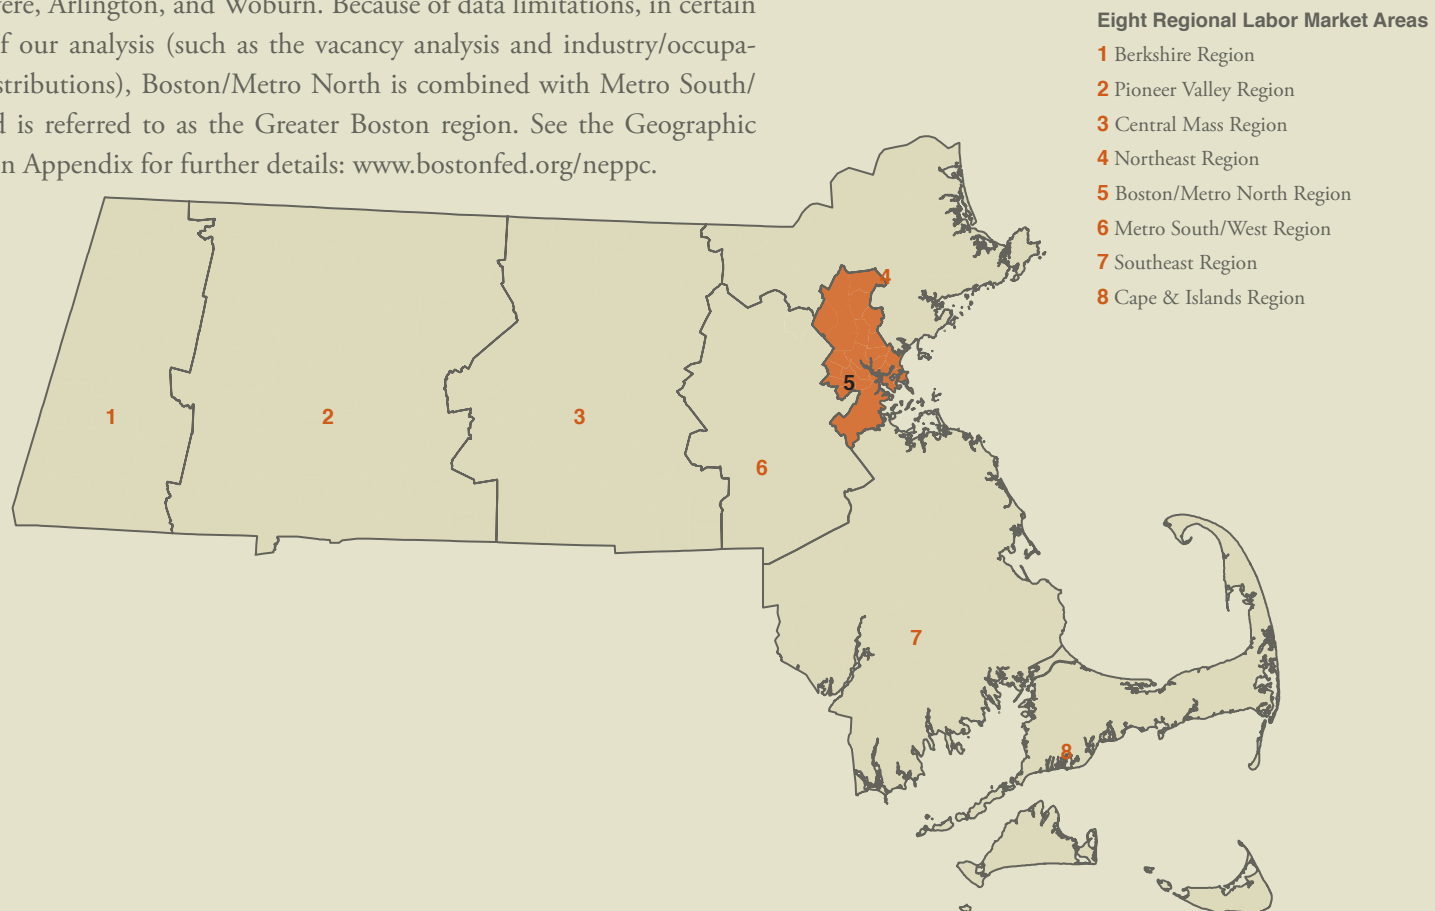 ere, Arlington, and Woburn. Because of data limitations, in certain
f our analysis (such as the vacancy analysis and industry/occupa-
stributions), Boston/Metro North is combined with Metro South/
d is referred to as the Greater Boston region. See the Geographic
n Appendix for further details: www.bostonfed.org/neppc.
Eight Regional Labor Market Areas
1 Berkshire Region
2 Pioneer Valley Region
3 Central Mass Region
4 Northeast Region
5 Boston/Metro North Region
6 Metro South/West Region
7 Southeast Region
8 Cape & Islands Region
4
5
1
2
3
6
7
8